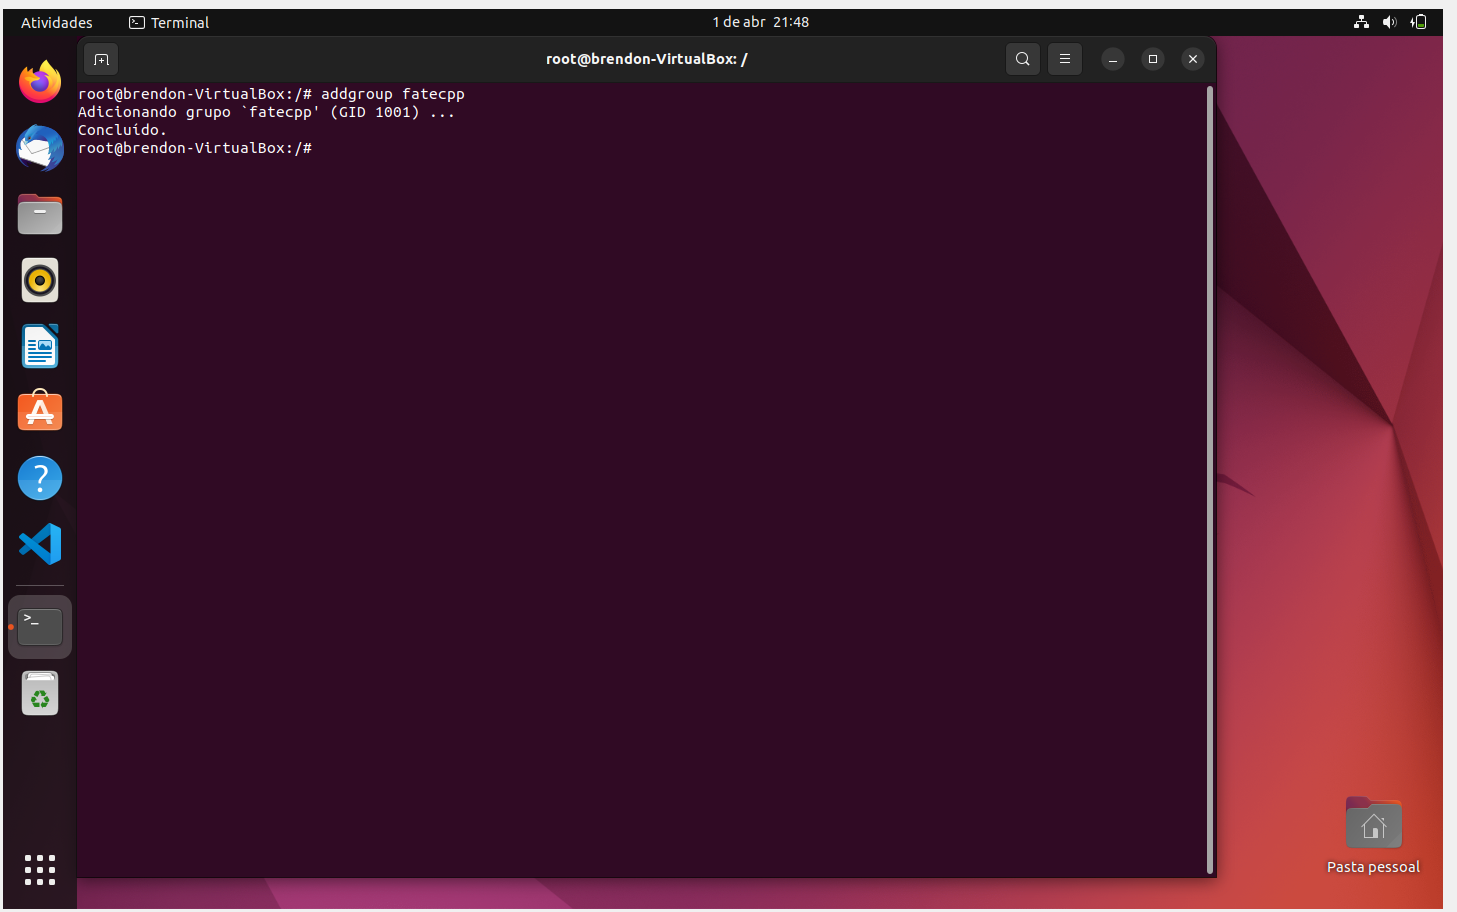 Atividades Terminal 1 de abr 21:48
root@brendon-VirtualBox: /
root@brendon-VirtualBox:/# addgroup fatecpp
Adicionando grupo `fatecpp' (GID 1001) ...
Concluído.
root@brendon-VirtualBox:/#
Pasta pessoal